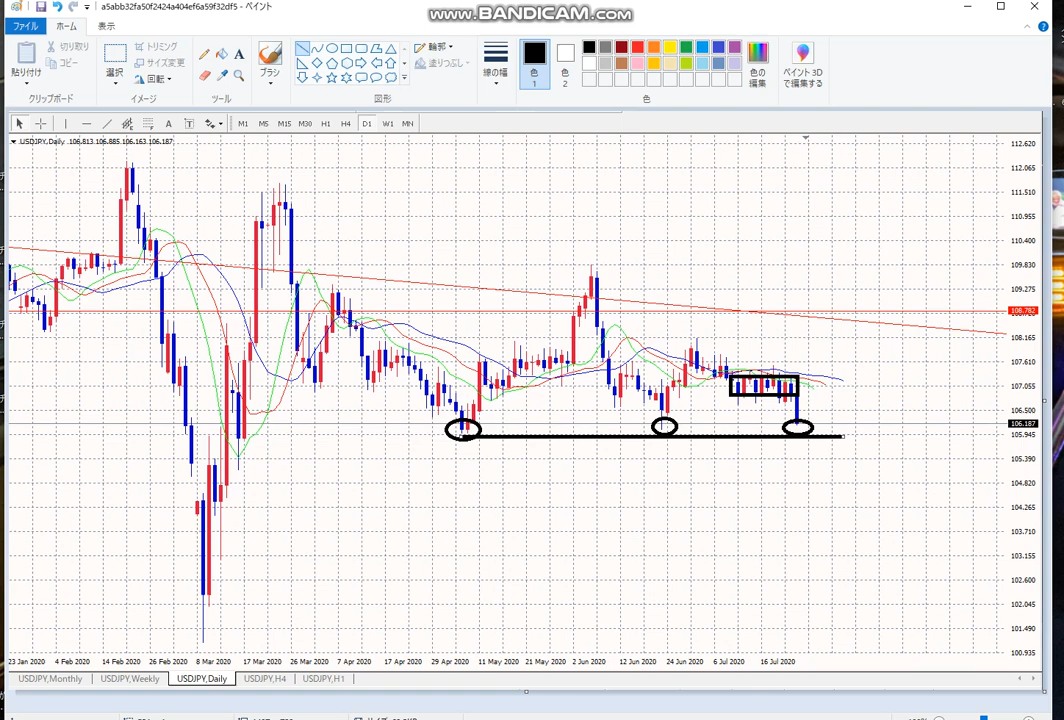 a5abb32fa50f2424a404ef6a59f32df5 - ペイント
www.BANDICAM.com
ファイル ホーム 表示
貼り付け
切り取り
コピー
クリップボード
選択
トリミング
サイズ変更
回転
イメージ
A
ツール
ブラシ
輪郭
塗りつぶし
図形
線の幅
色
1
色
2
色の
編集
色
ペイント 3D
で編集する
A T M1 M5 M15 M30 H1 H4 D1 W1 MN
USDJPY,Daily 106.813 106.885 106.163 106.187
112.620
112.065
111.510
110.955
110.400
109.830
109.275
108.782
108.165
107.610
107.055
106.500
106.187
105.945
105.390
104.820
104.265
103.710
103.155
102.600
102.045
101.490
100.935
23 Jan 2020 4 Feb 2020 14 Feb 2020 26 Feb 2020 8 Mar 2020 17 Mar 2020 26 Mar 2020 7 Apr 2020 17 Apr 2020 29 Apr 2020 11 May 2020 21 May 2020 2 Jun 2020 12 Jun 2020 24 Jun 2020 6 Jul 2020 16 Jul 2020
USDJPY,Monthly USDJPY,Weekly USDJPY,Daily USDJPY,H4 USDJPY,H1